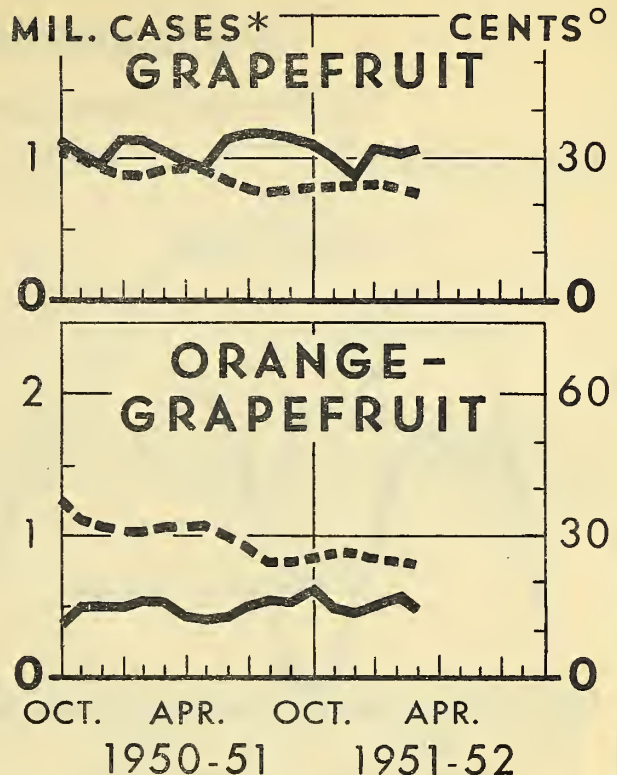 MIL. CASES* CENTS°
GRAPEFRUIT
1 30
0 0
ORANGE-
GRAPEFRUIT
2 60
1 30
0 0
OCT. APR. OCT. APR.
1950-51 1951-52